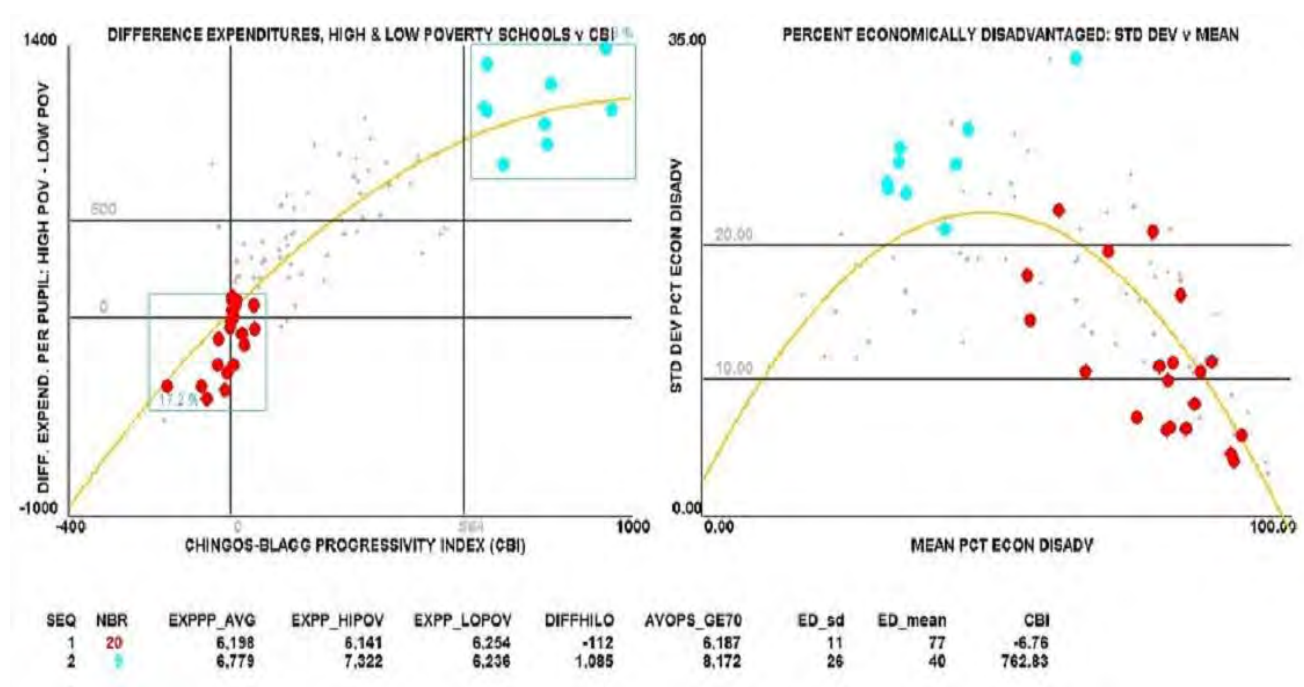 DIFFERENCE EXPENDITURES, HIGH & LOW POVERTY SCHOOLS v CBI
%
1400
DIFF. EXPEND. PER PUPIL: HIGH POV - LOW POV
500
0
17.2 %
-1000
-400
0
1000
CHINGOS-BLAGG PROGRESSIVITY INDEX (CBI)
PERCENT ECONOMICALLY DISADVANTAGED: STD DEV v MEAN
35.00
STD DEV PCT ECON DISADV
20.00
10.00
0.00
0.00
100.00
MEAN PCT ECON DISADV
SEQ NBR EXPPP_AVG EXPP_HIPOV EXPP_LOPOV DIFFHILO AVOPS_GE70 ED_sd ED_mean CBI
1 20 6,198 6,141 6,254 -112 6,187 11 77 -6.76
2 9 6,779 7,322 6,236 1,085 8,172 26 40 762.83